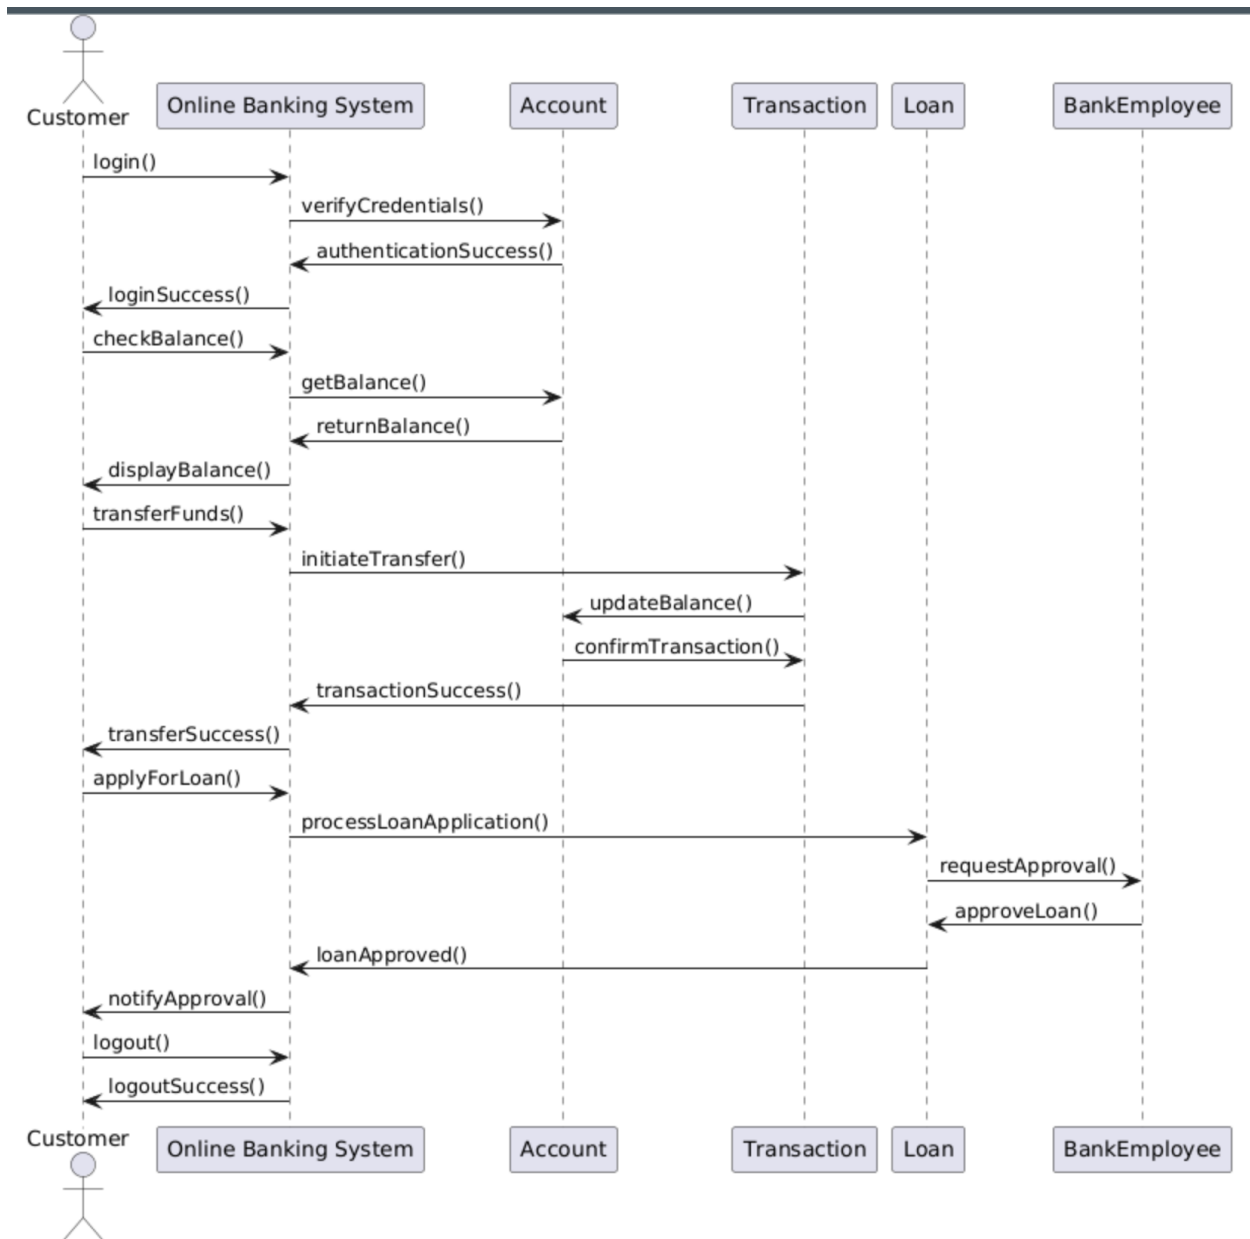 Customer
Online Banking System
Account
Transaction
Loan
BankEmployee
login()
verifyCredentials()
authenticationSuccess()
loginSuccess()
checkBalance()
getBalance()
returnBalance()
displayBalance()
transferFunds()
initiateTransfer()
updateBalance()
confirmTransaction()
transactionSuccess()
transferSuccess()
applyForLoan()
processLoanApplication()
requestApproval()
approveLoan()
loanApproved()
notifyApproval()
logout()
logoutSuccess()
Customer
Online Banking System
Account
Transaction
Loan
BankEmployee